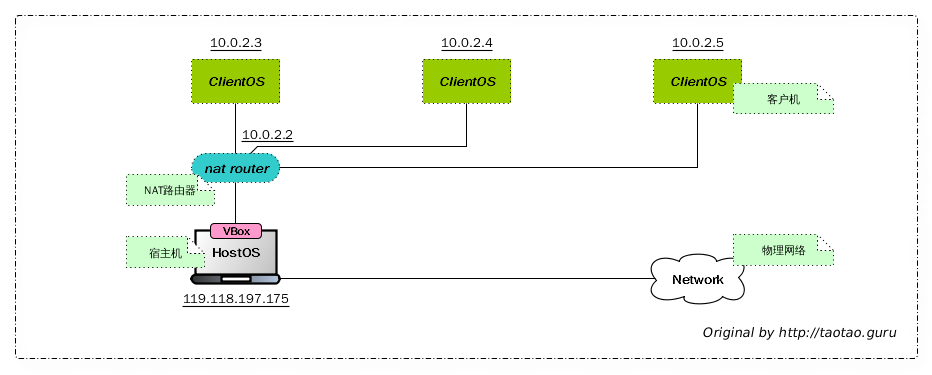 10.0.2.3
10.0.2.4
10.0.2.5
ClientOS
ClientOS
ClientOS
客户机
10.0.2.2
nat router
NAT路由器
VBox
宿主机
HostOS
物理网络
Network
119.118.197.175
Original by http://taotao.guru